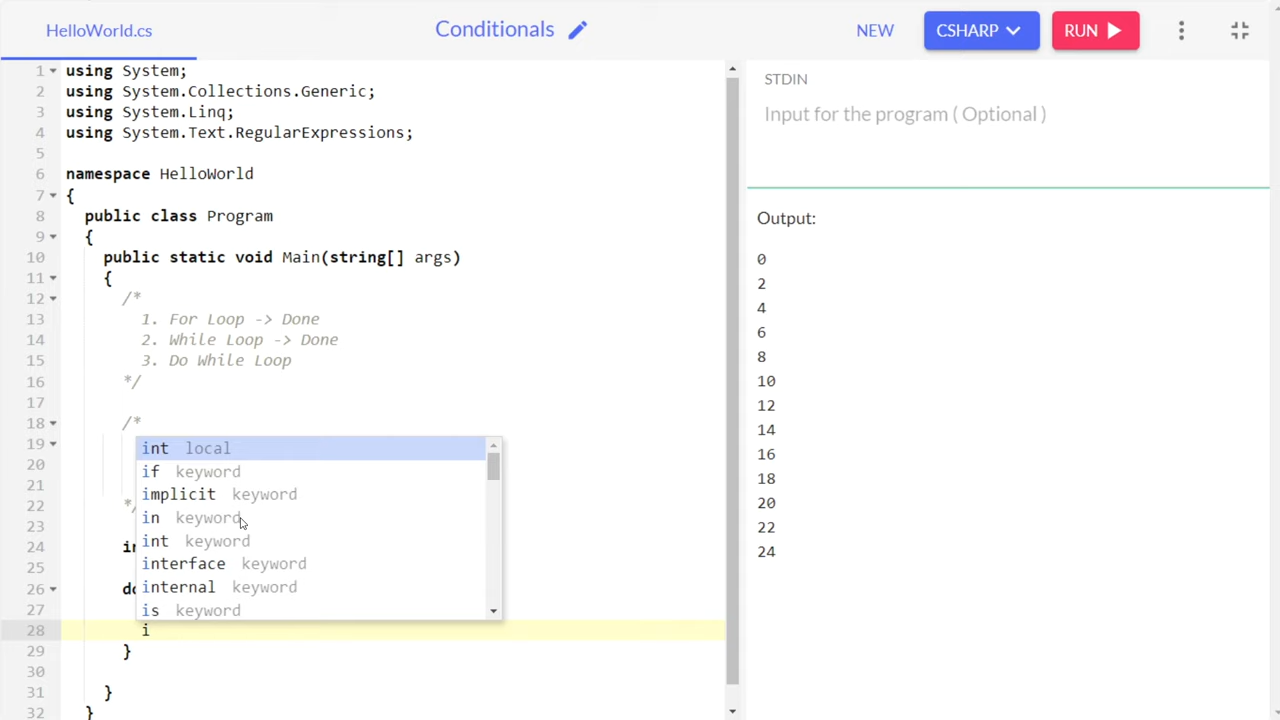 HelloWorld.cs
Conditionals
NEW
CSHARP
RUN
1 using System;
2 using System.Collections.Generic;
3 using System.Linq;
4 using System.Text.RegularExpressions;
5
6 namespace HelloWorld
7 {
8 public class Program
9 {
10 public static void Main(string[] args)
11 {
12 /*
13 1. For Loop -> Done
14 2. While Loop -> Done
15 3. Do While Loop
16 */
17
18 /*
19
20
21
22 */
23
24 in
25
26 do
27
28 i
29 }
30
31 }
32 }
int local
if keyword
implicit keyword
in keyword
int keyword
interface keyword
internal keyword
is keyword
STDIN
Input for the program ( Optional )
Output:
0
2
4
6
8
10
12
14
16
18
20
22
24